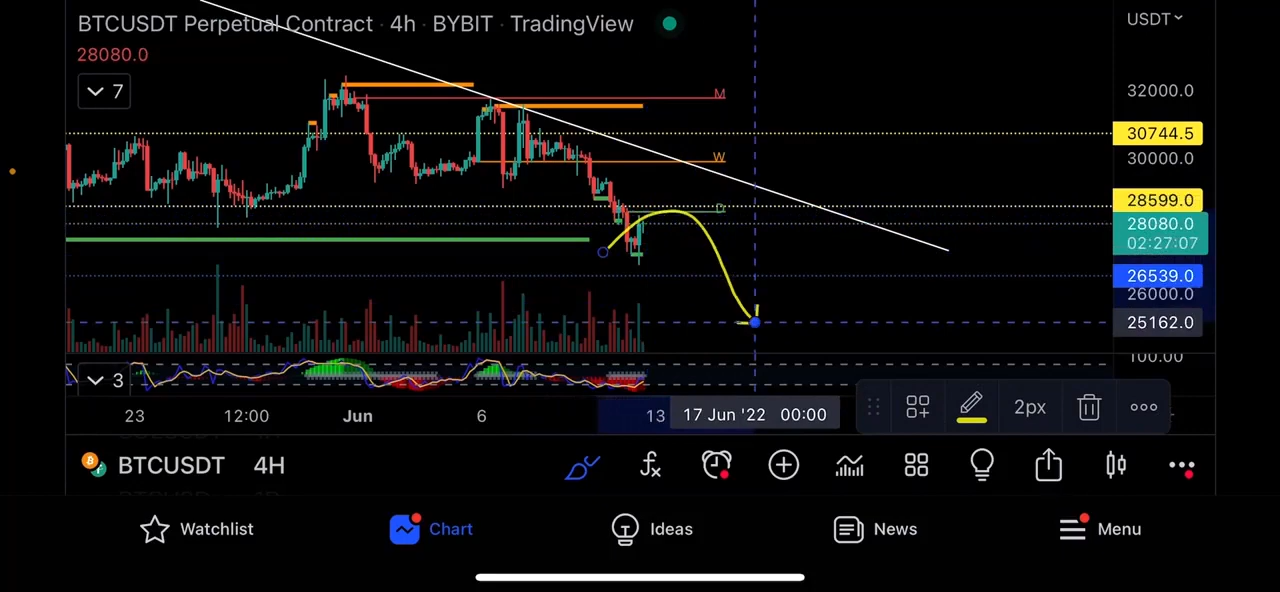 BTCUSDT Perpetual Contract · 4h · BYBIT · TradingView
USDT
28080.0
7
32000.0
M
30744.5
W
30000.0
28599.0
D
28080.0
02:27:07
26539.0
26000.0
25162.0
100.00
3
23 12:00 Jun 6 13 17 Jun '22 00:00
2px
BTCUSDT 4H
Watchlist Chart Ideas News Menu